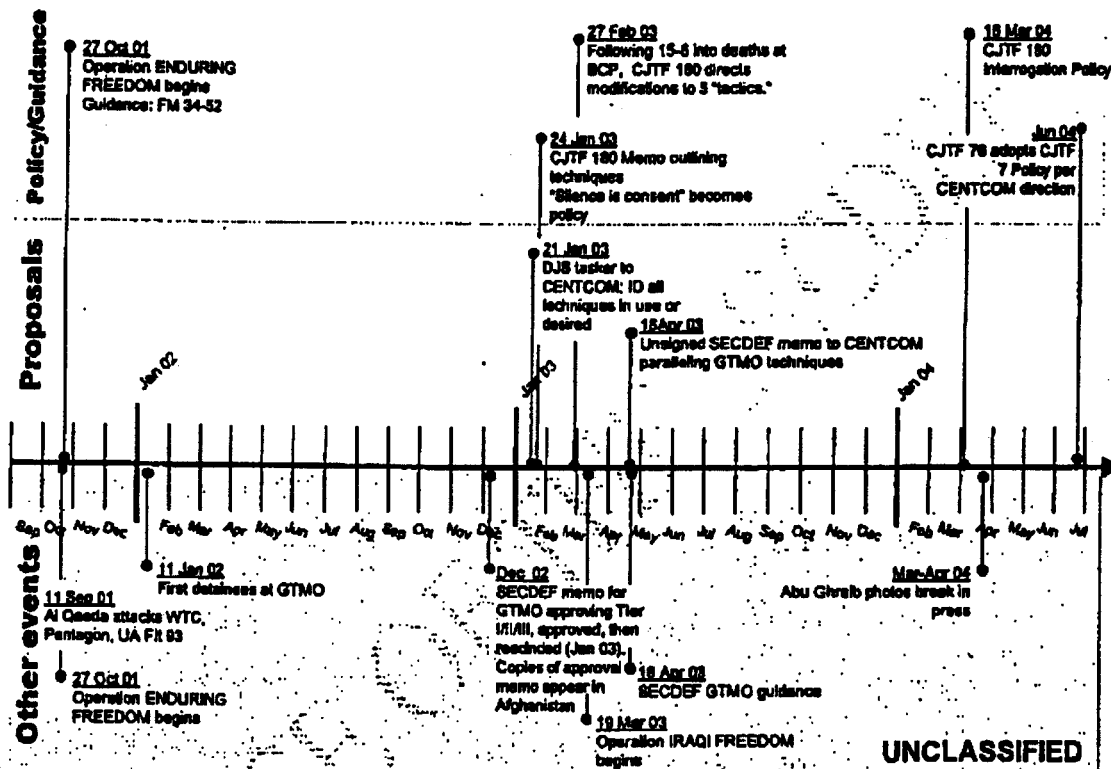 Policy/Guidance
27 Oct 01
Operation ENDURING
FREEDOM begins
Guidance: FM 34-52
27 Feb 03
Following 15-6 into deaths at
BCP, CJTF 180 directs
modifications to 5 "tactics."
24 Jan 03
CJTF 180 Memo outlining
techniques
"Silence is consent" becomes
policy
16 Mar 04
CJTF 180
Interrogation Policy
Jun 04
CJTF 76 adopts CJTF
7 Policy per
CENTCOM direction
Proposals
21 Jan 03
DJS tasker to
CENTCOM: ID all
techniques in use or
desired
Unsigned SECDEF memo to CENTCOM
paralleling GTMO techniques
Jan 02
Jan 03
Jan 04
Sep Oct Nov Dec Feb Mar Apr May Jun Jul Aug Sep Oct Nov Dec Feb Mar Apr May Jun Jul Aug Sep Oct Nov Dec Feb Mar Apr May Jun Jul
Other events
11 Sep 01
Al Qaeda attacks WTC,
Pentagon, UA Flt 93
27 Oct 01
Operation ENDURING
FREEDOM begins
11 Jan 02
First detainees at GTMO
Dec 02
SECDEF memo for
GTMO approving Tier
I/II/III, approved, then
rescinded (Jan 03).
Copies of approval
memo appear in
Afghanistan
16 Apr 03
SECDEF GTMO guidance
19 Mar 03
Operation IRAQI FREEDOM
begins
Mar-Apr 04
Abu Ghraib photos break in
press
UNCLASSIFIED